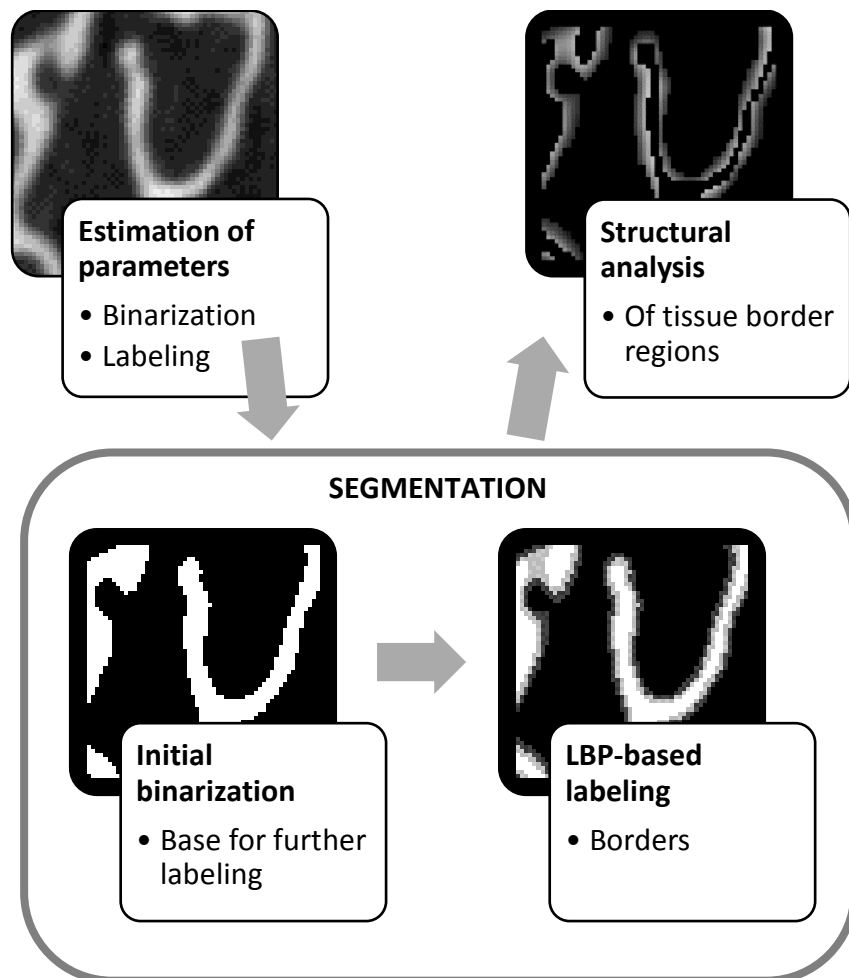 Estimation of
parameters
• Binarization
• Labeling
Structural
analysis
• Of tissue border
regions
SEGMENTATION
Initial
binarization
• Base for further
labeling
LBP-based
labeling
• Borders